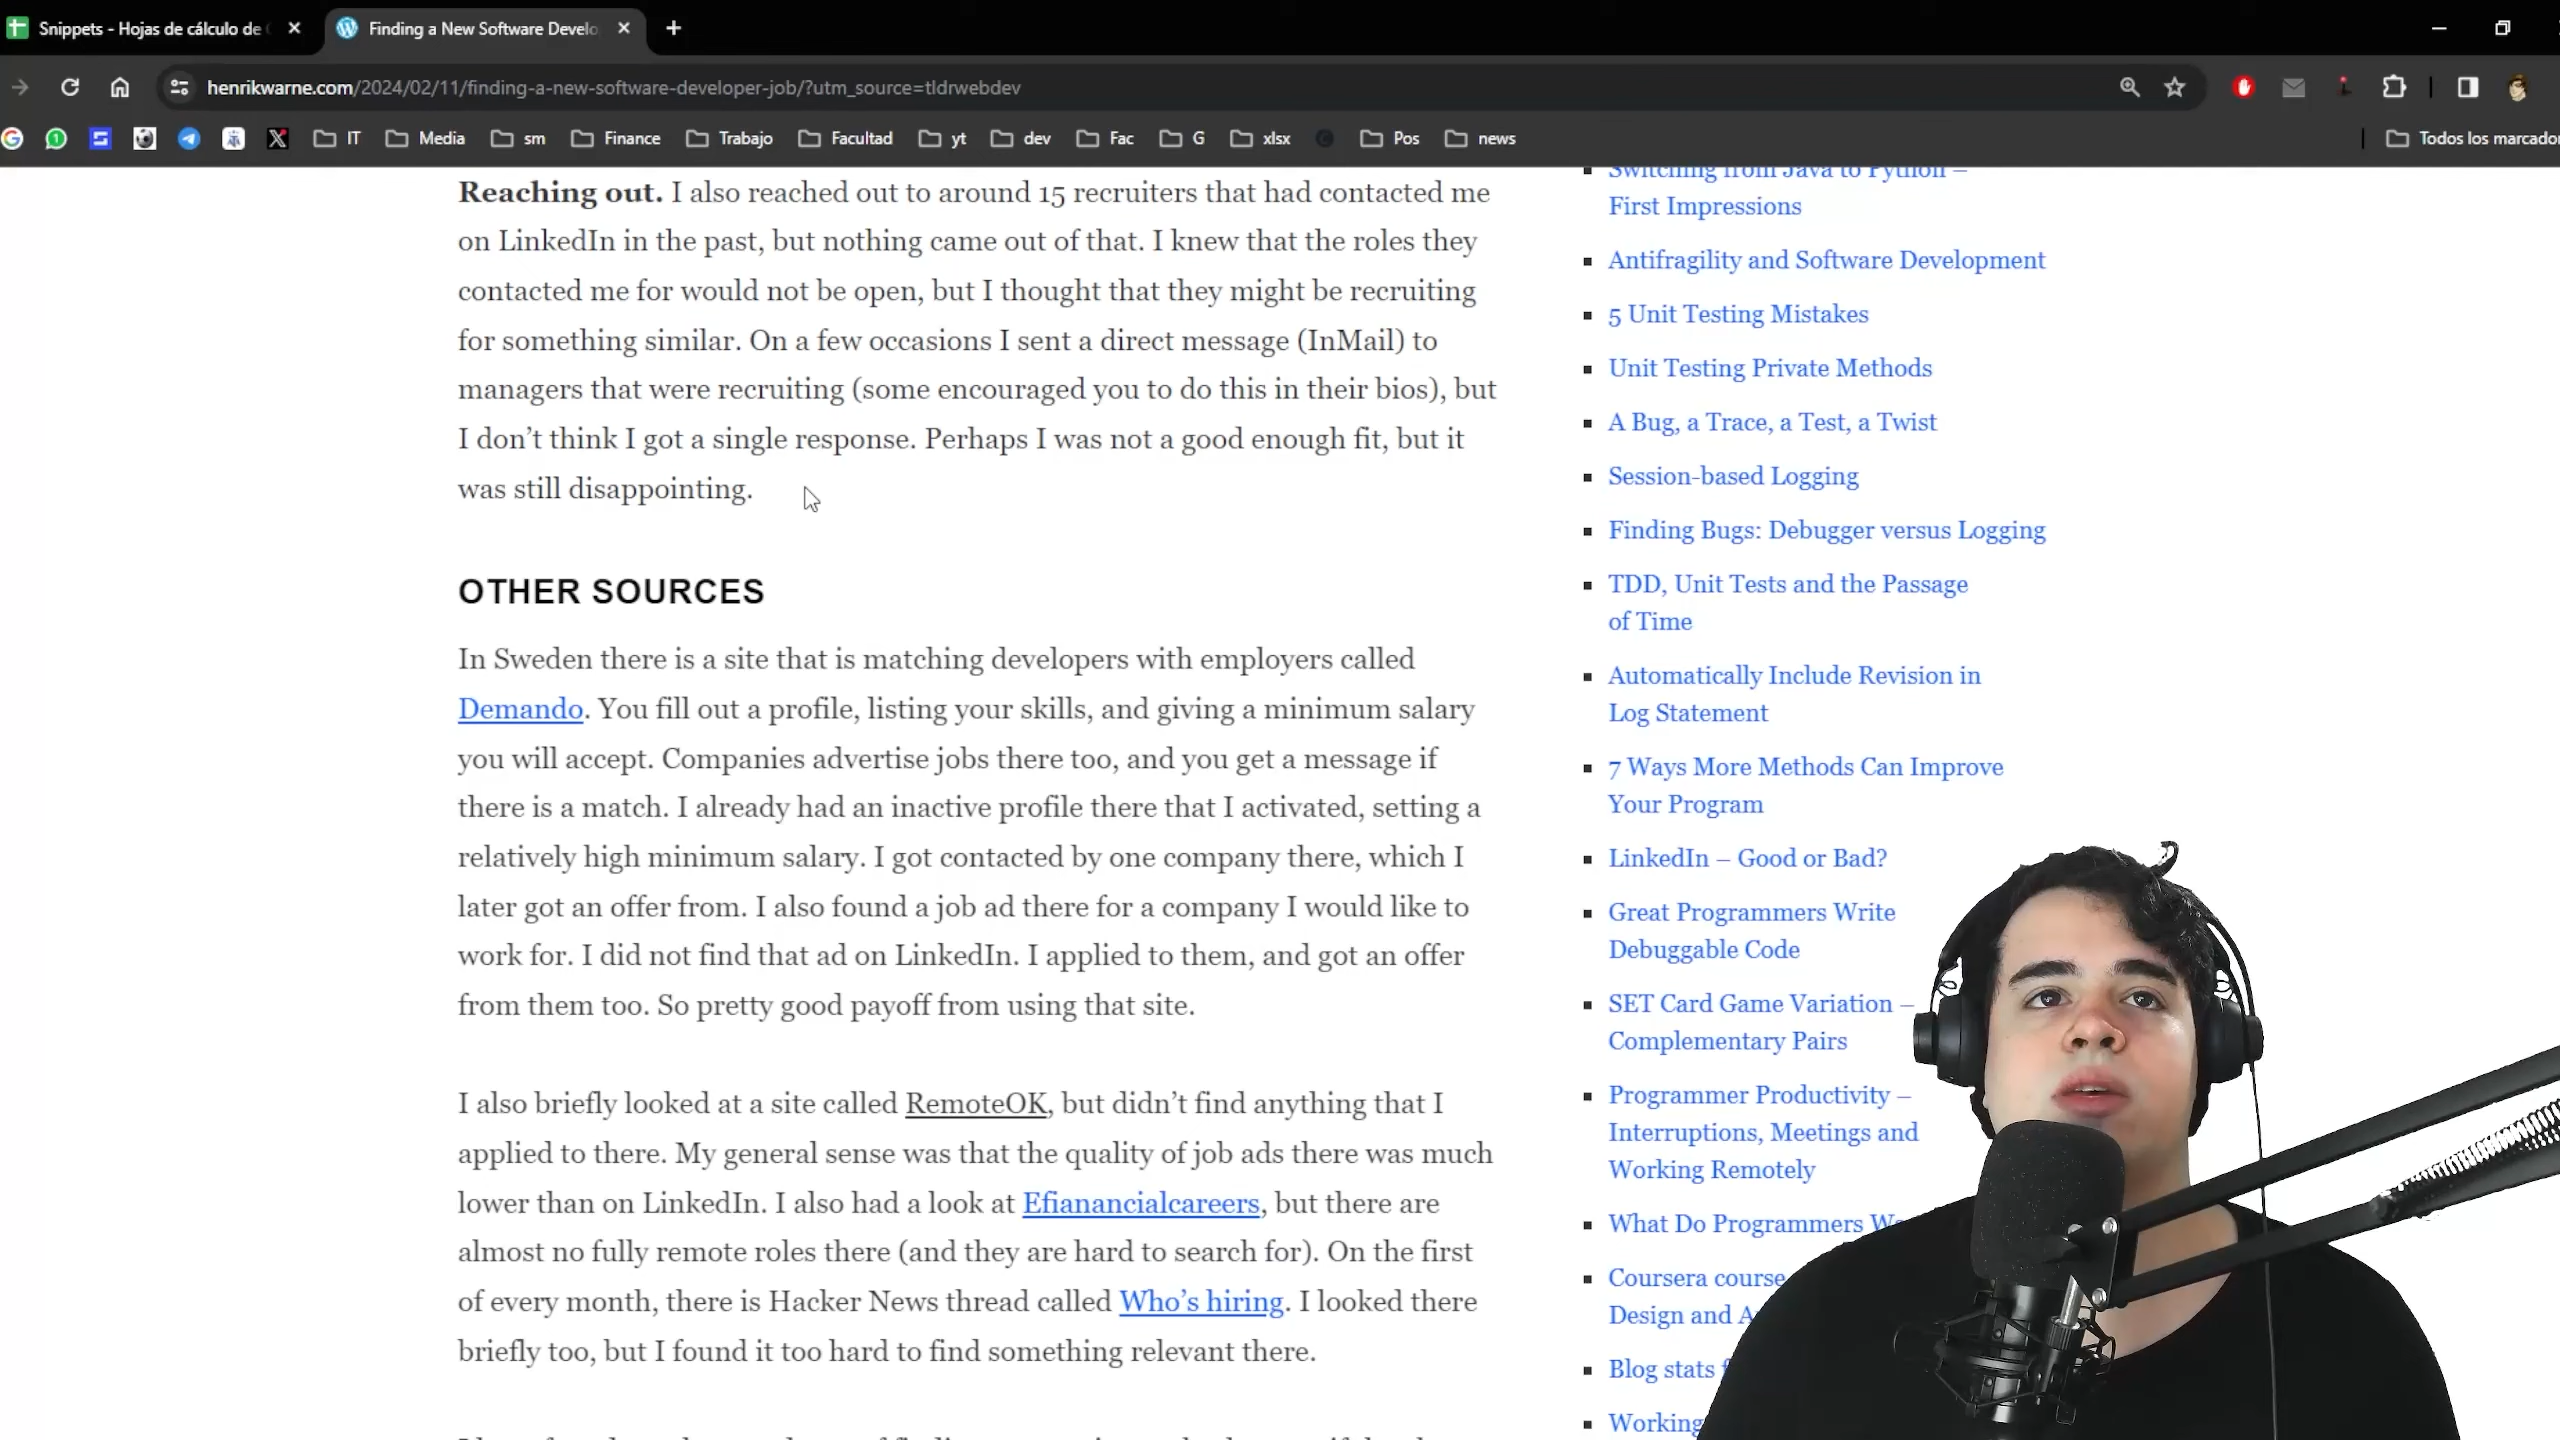 Snippets - Hojas de cálculo de
Finding a New Software Develo
henrikwarne.com/2024/02/11/finding-a-new-software-developer-job/?utm_source=tldrwebdev
IT Media sm Finance Trabajo Facultad yt dev Fac G xlsx Pos news Todos los marcador
Reaching out. I also reached out to around 15 recruiters that had contacted me
on LinkedIn in the past, but nothing came out of that. I knew that the roles they
contacted me for would not be open, but I thought that they might be recruiting
for something similar. On a few occasions I sent a direct message (InMail) to
managers that were recruiting (some encouraged you to do this in their bios), but
I don’t think I got a single response. Perhaps I was not a good enough fit, but it
was still disappointing.
OTHER SOURCES
In Sweden there is a site that is matching developers with employers called
Demando. You fill out a profile, listing your skills, and giving a minimum salary
you will accept. Companies advertise jobs there too, and you get a message if
there is a match. I already had an inactive profile there that I activated, setting a
relatively high minimum salary. I got contacted by one company there, which I
later got an offer from. I also found a job ad there for a company I would like to
work for. I did not find that ad on LinkedIn. I applied to them, and got an offer
from them too. So pretty good payoff from using that site.
I also briefly looked at a site called RemoteOK, but didn’t find anything that I
applied to there. My general sense was that the quality of job ads there was much
lower than on LinkedIn. I also had a look at Efianancialcareers, but there are
almost no fully remote roles there (and they are hard to search for). On the first
of every month, there is Hacker News thread called Who’s hiring. I looked there
briefly too, but I found it too hard to find something relevant there.
Switching from Java to Python –
First Impressions
Antifragility and Software Development
5 Unit Testing Mistakes
Unit Testing Private Methods
A Bug, a Trace, a Test, a Twist
Session-based Logging
Finding Bugs: Debugger versus Logging
TDD, Unit Tests and the Passage
of Time
Automatically Include Revision in
Log Statement
7 Ways More Methods Can Improve
Your Program
LinkedIn – Good or Bad?
Great Programmers Write
Debuggable Code
SET Card Game Variation –
Complementary Pairs
Programmer Productivity –
Interruptions, Meetings and
Working Remotely
What Do Programmers
Coursera course
Design and A
Blog stats
Working